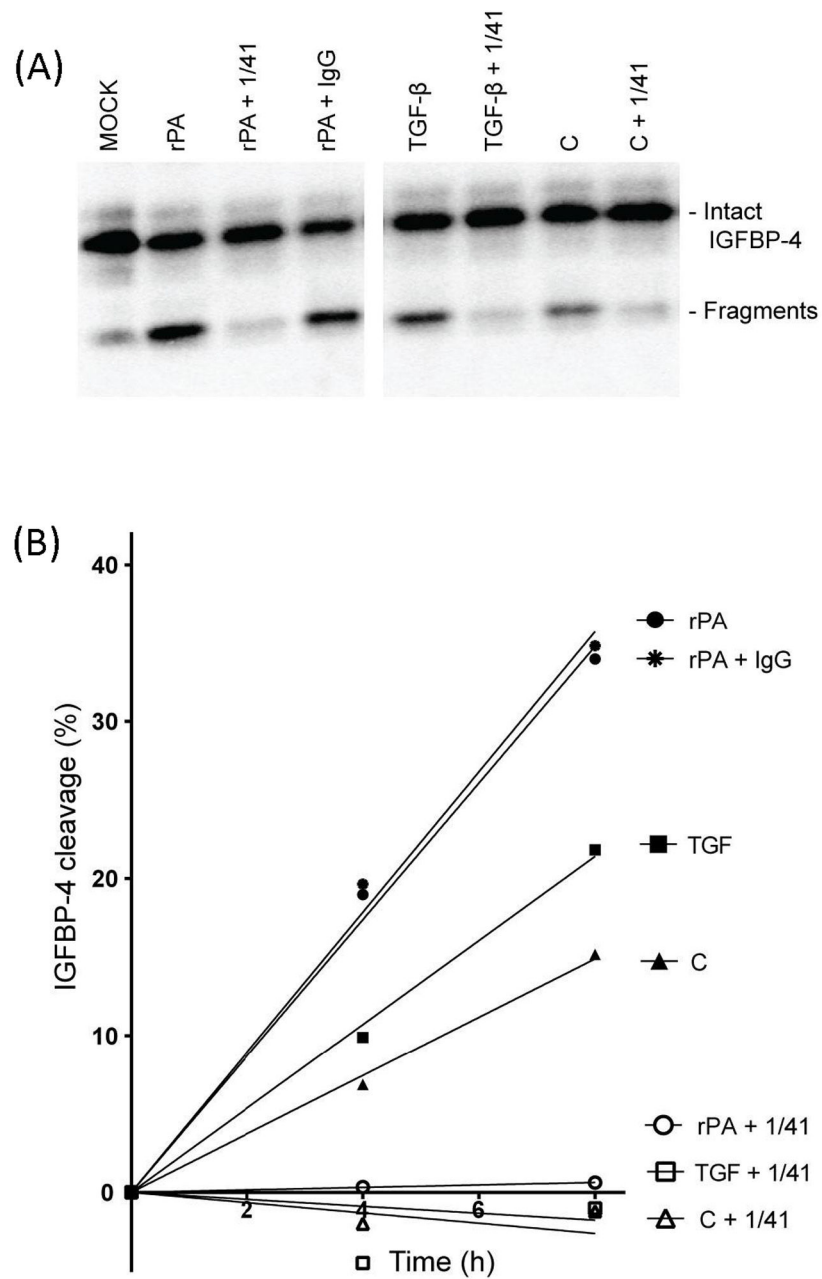 (A)
MOCK
rPA
rPA + 1/41
rPA + IgG
TGF-β
TGF-β + 1/41
C
C + 1/41
- Intact
IGFBP-4
- Fragments
(B)
IGFBP-4 cleavage (%)
40
30
20
10
0
2
4
6
8
Time (h)
rPA
rPA + IgG
TGF
C
rPA + 1/41
TGF + 1/41
C + 1/41